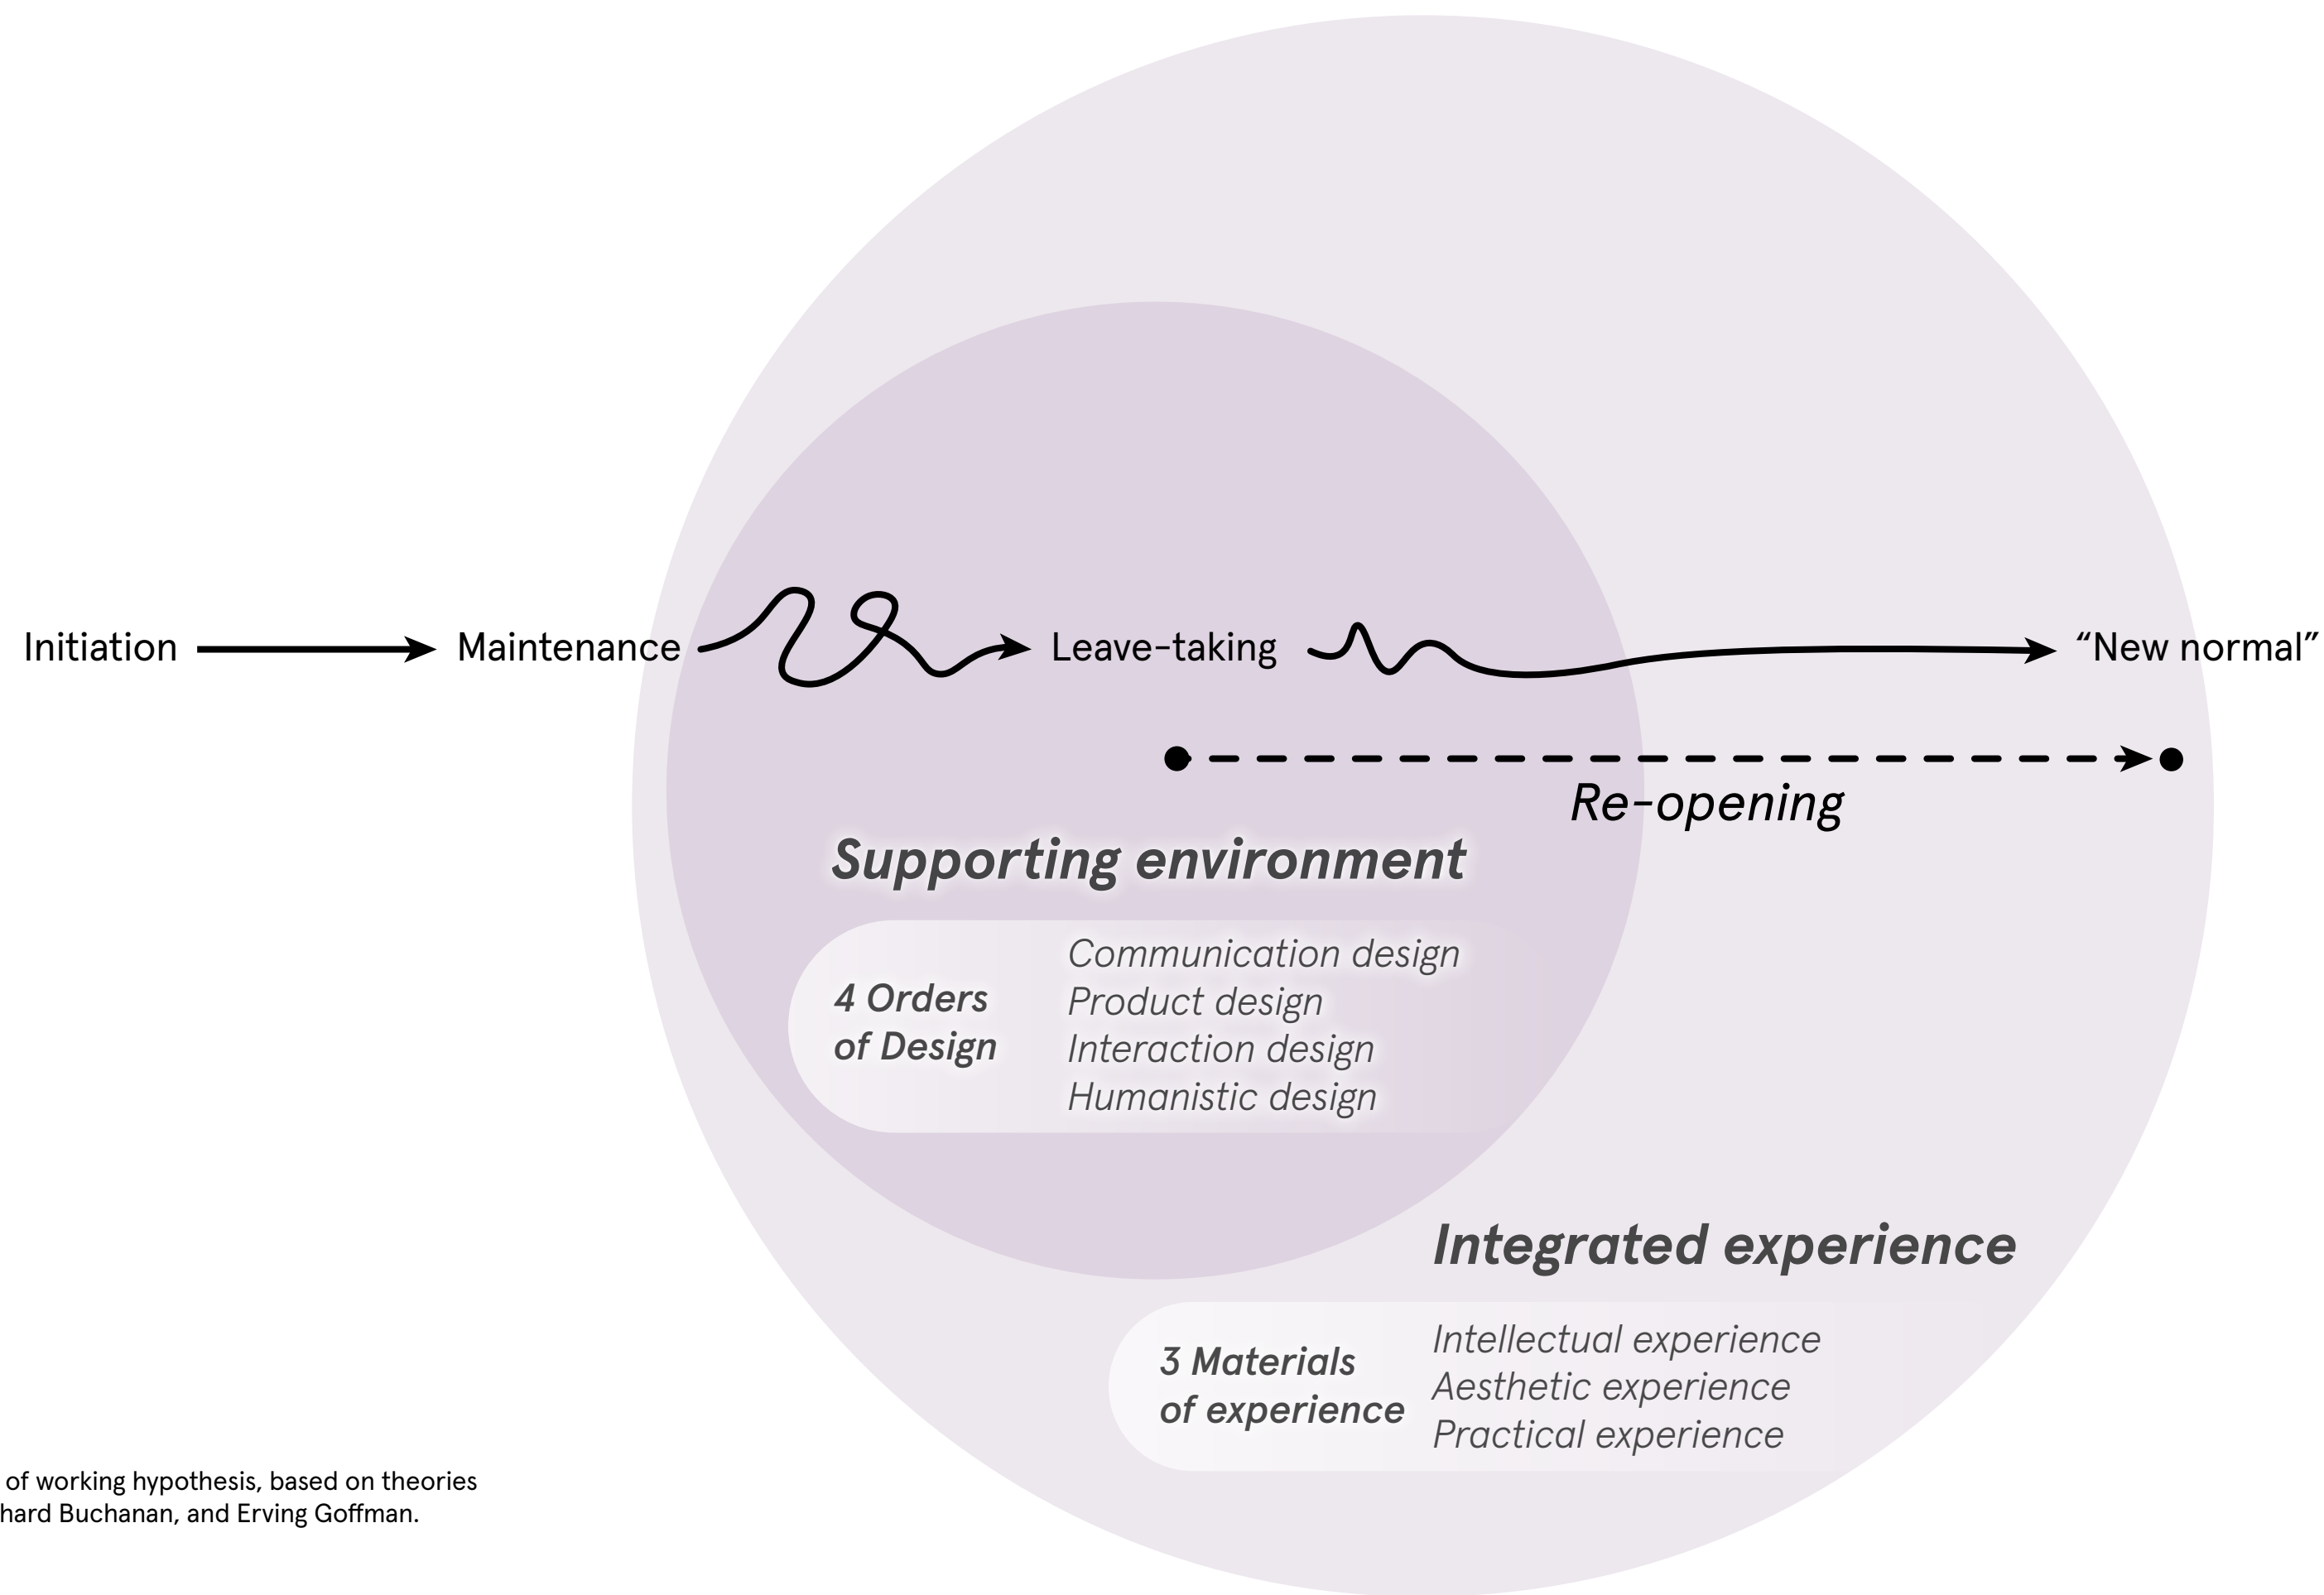 Initiation
Maintenance
Leave-taking
“New normal”
Re-opening
Supporting environment
4 Orders
of Design
Communication design
Product design
Interaction design
Humanistic design
Integrated experience
3 Materials
of experience
Intellectual experience
Aesthetic experience
Practical experience
of working hypothesis, based on theories
hard Buchanan, and Erving Goffman.